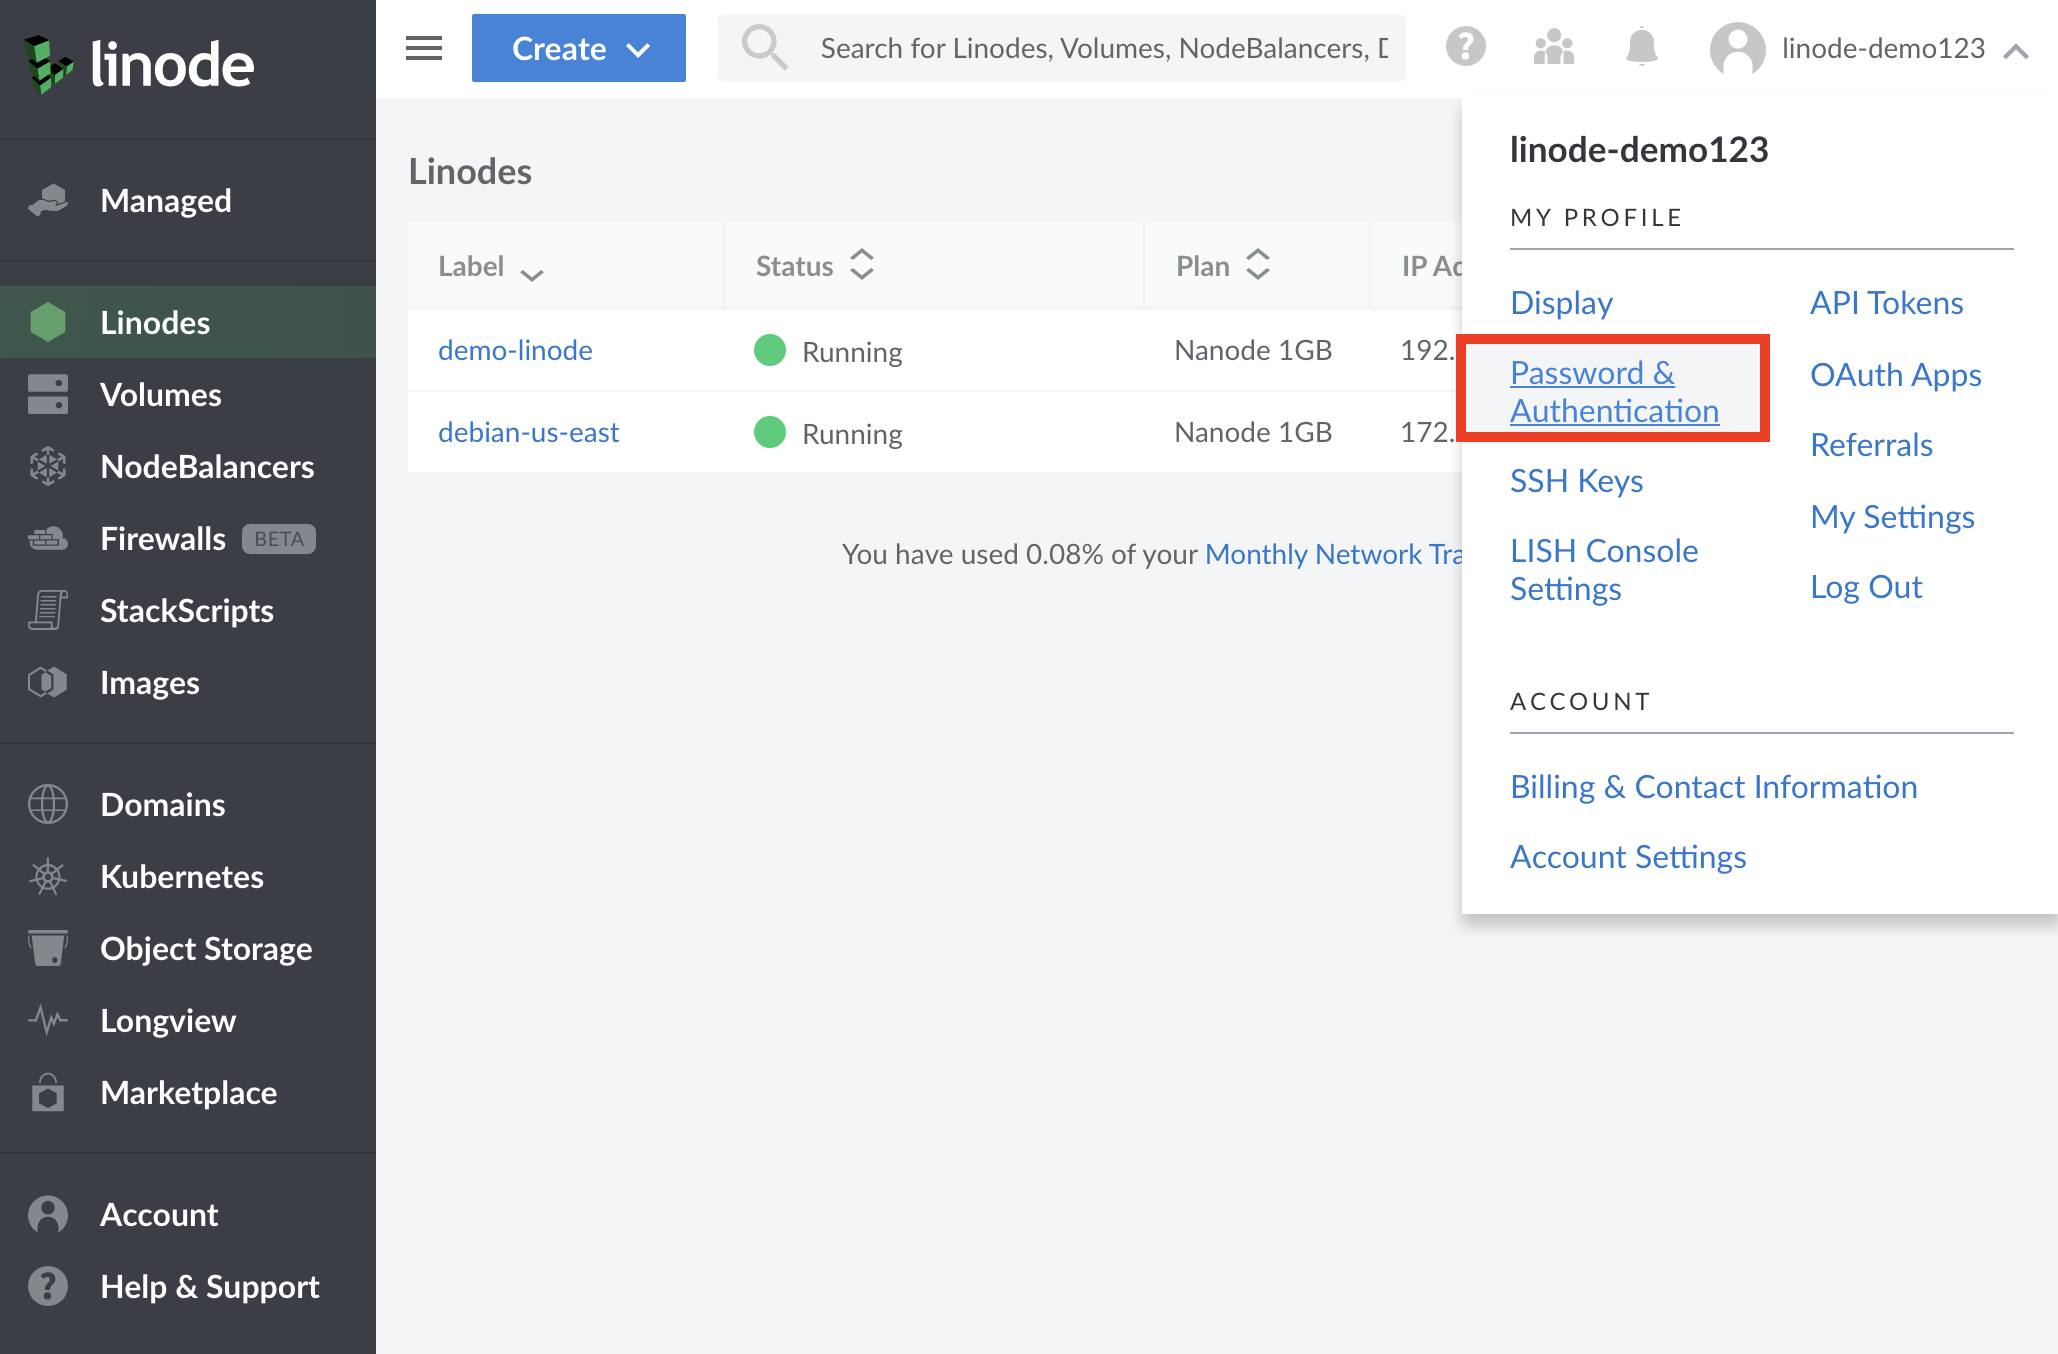 linode
Managed
Linodes
Volumes
NodeBalancers
Firewalls BETA
StackScripts
Images
Domains
Kubernetes
Object Storage
Longview
Marketplace
Account
Help & Support
Create
Search for Linodes, Volumes, NodeBalancers, D
linode-demo123
Linodes
Label Status Plan IP Ad
demo-linode Running Nanode 1GB 192.
debian-us-east Running Nanode 1GB 172.
You have used 0.08% of your Monthly Network Tra
linode-demo123
MY PROFILE
Display
Password &
Authentication
SSH Keys
LISH Console
Settings
API Tokens
OAuth Apps
Referrals
My Settings
Log Out
ACCOUNT
Billing & Contact Information
Account Settings